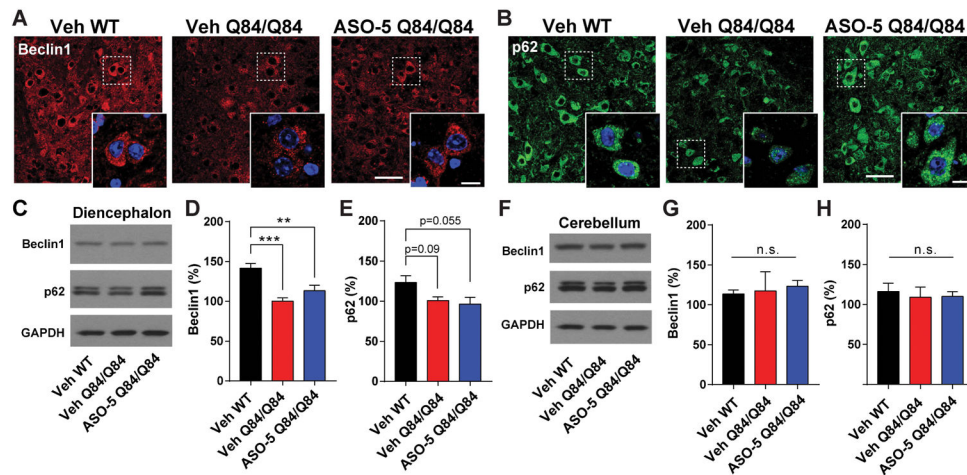 A
Veh WT
Veh Q84/Q84
ASO-5 Q84/Q84
Beclin1
B
Veh WT
Veh Q84/Q84
ASO-5 Q84/Q84
p62
C
Diencephalon
Beclin1
p62
GAPDH
Veh WT
Veh Q84/Q84
ASO-5 Q84/Q84
D
Beclin1 (%)
200
150
100
50
0
**
***
Veh WT
Veh Q84/Q84
ASO-5 Q84/Q84
E
p62 (%)
200
150
100
50
0
p=0.055
p=0.09
Veh WT
Veh Q84/Q84
ASO-5 Q84/Q84
F
Cerebellum
Beclin1
p62
GAPDH
Veh WT
Veh Q84/Q84
ASO-5 Q84/Q84
G
Beclin1 (%)
200
150
100
50
0
n.s.
Veh WT
Veh Q84/Q84
ASO-5 Q84/Q84
H
p62 (%)
200
150
100
50
0
n.s.
Veh WT
Veh Q84/Q84
ASO-5 Q84/Q84